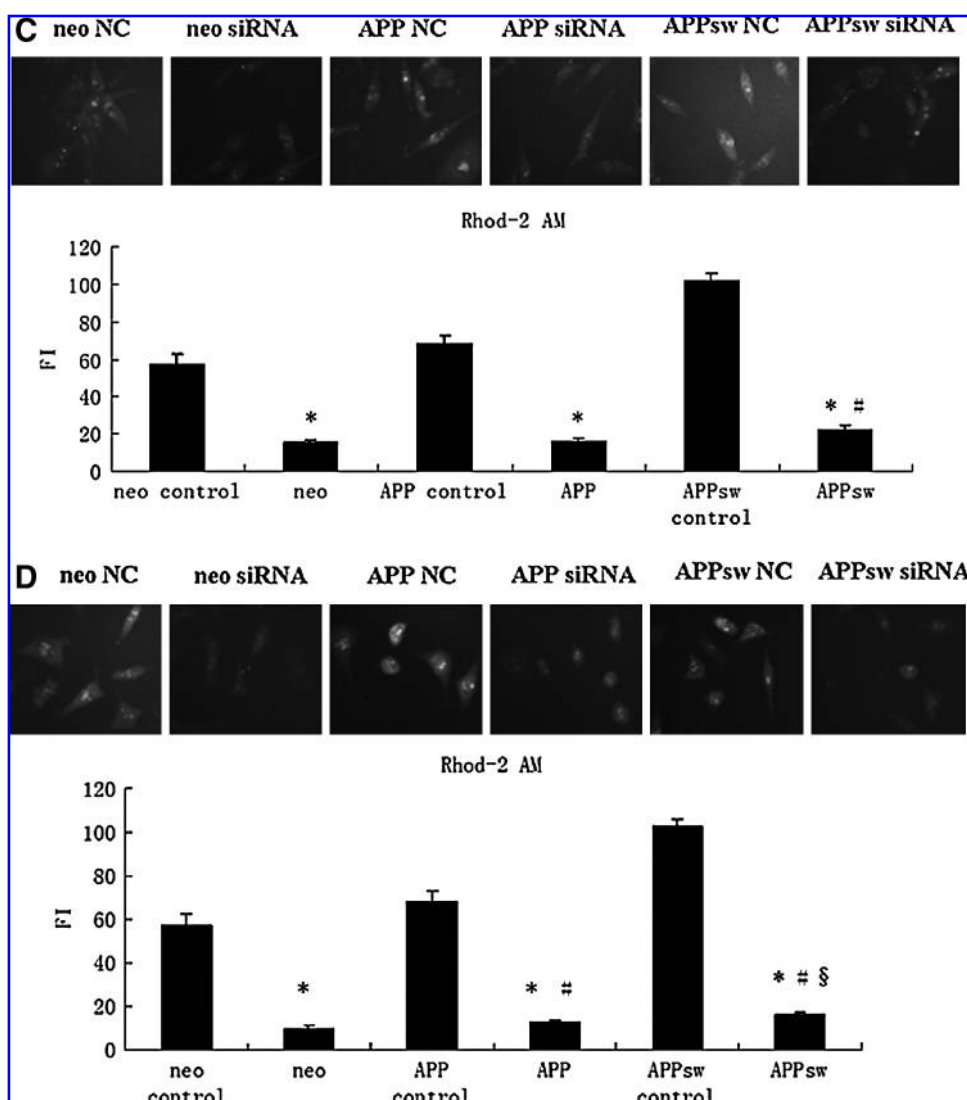 C neo NC neo siRNA APP NC APP siRNA APPsw NC APPsw siRNA
Rhod-2 AM
120
100
80
60
40
20
0
FI
* * * #
neo control neo APP control APP APPsw control APPsw
D neo NC neo siRNA APP NC APP siRNA APPsw NC APPsw siRNA
Rhod-2 AM
120
100
80
60
40
20
0
FI
* * # * # §
neo control neo APP control APP APPsw control APPsw